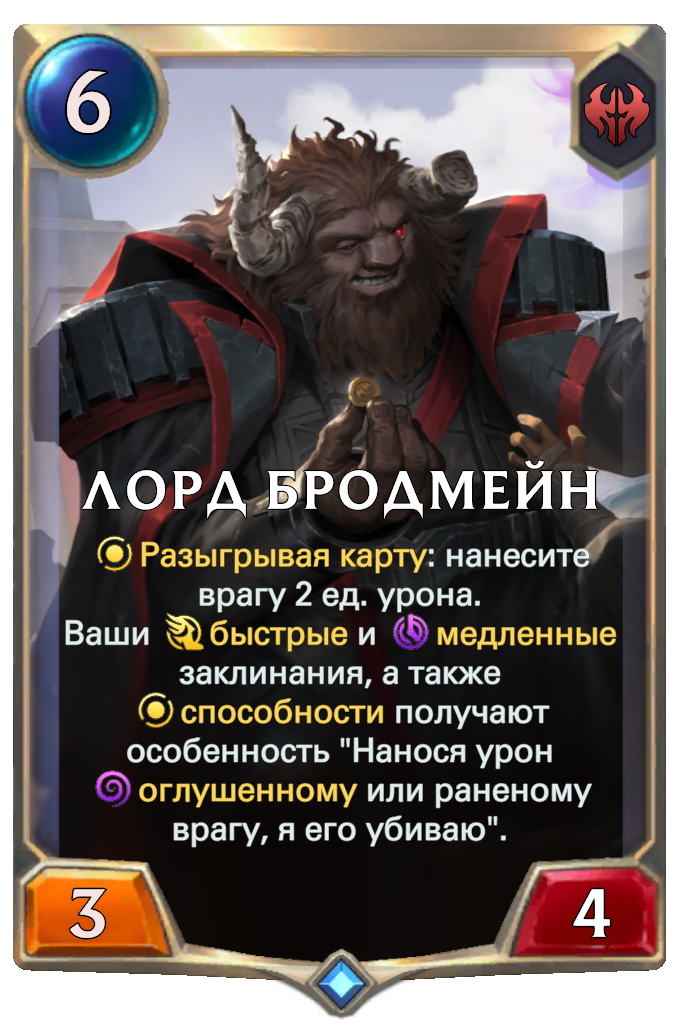 6
ЛОРД БРОДМЕЙН
Разыгрывая карту: нанесите
врагу 2 ед. урона.
Ваши быстрые и медленные
заклинания, а также
способности получают
особенность "Нанося урон
оглушенному или раненому
врагу, я его убиваю".
3
4